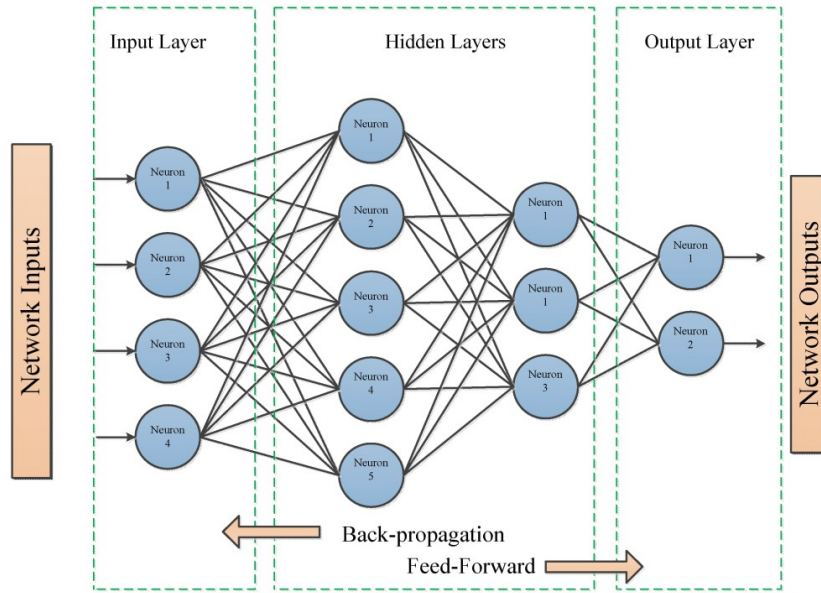 Input Layer
Hidden Layers
Output Layer
Network Inputs
Neuron
1
Neuron
2
Neuron
3
Neuron
4
Neuron
1
Neuron
2
Neuron
3
Neuron
4
Neuron
5
Neuron
1
Neuron
1
Neuron
3
Neuron
1
Neuron
2
Network Outputs
Back-propagation
Feed-Forward